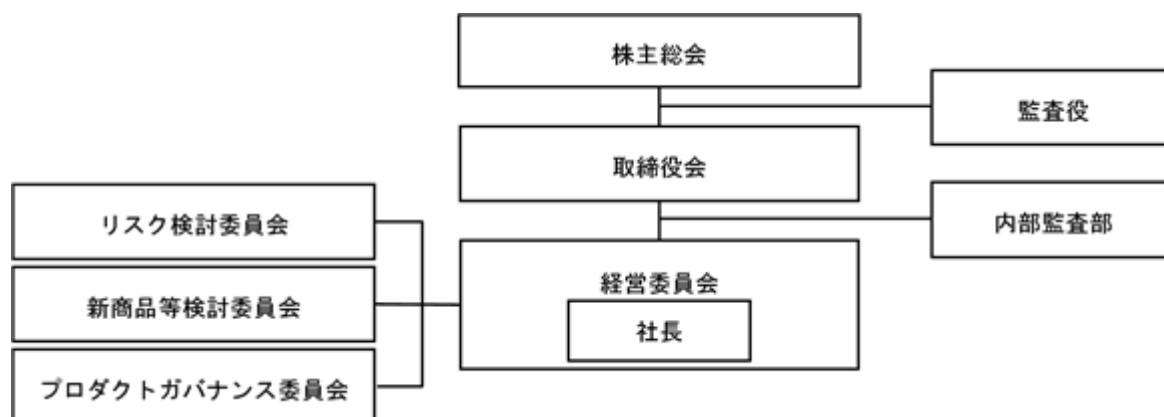 株主総会
監査役
取締役会
リスク検討委員会
内部監査部
経営委員会
新商品等検討委員会
社長
プロダクトガバナンス委員会